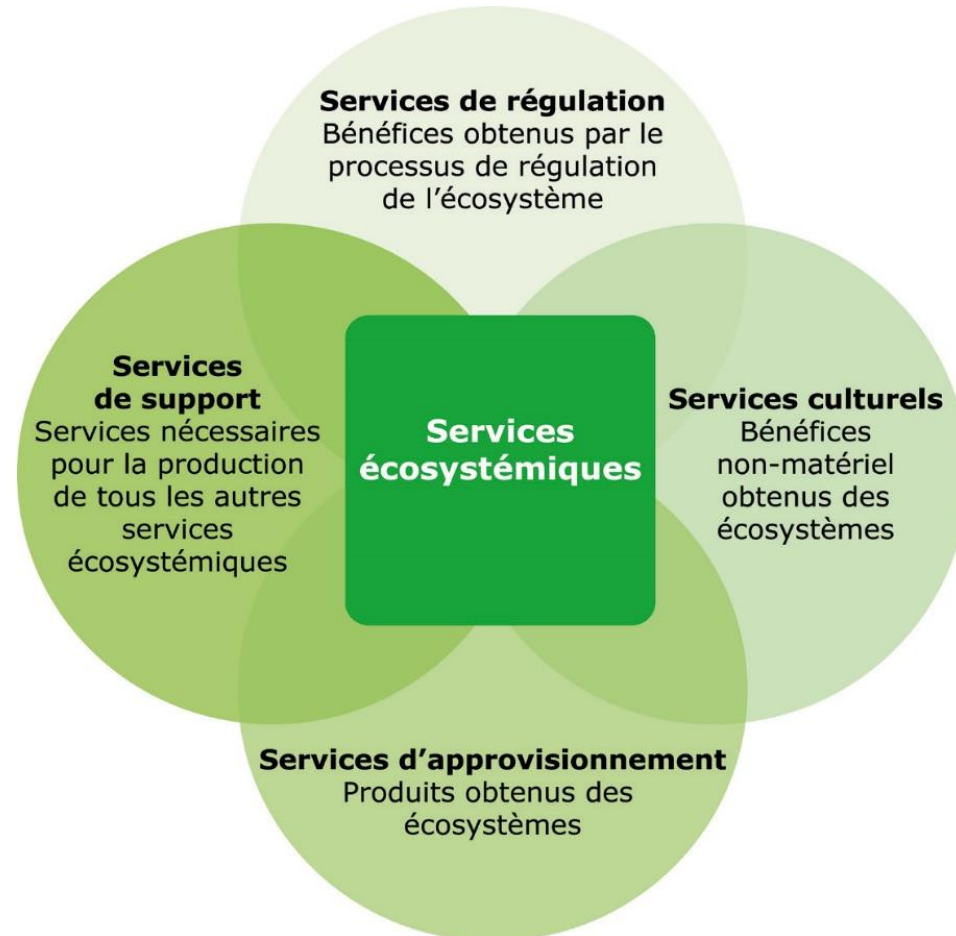 Services de régulation
Bénéfices obtenus par le
processus de régulation
de l'écosystème
Services
de support
Services nécessaires
pour la production
de tous les autres
services
écosystémiques
Services
écosystémiques
Services culturels
Bénéfices
non-matériel
obtenus des
écosystèmes
Services d'approvisionnement
Produits obtenus des
écosystèmes